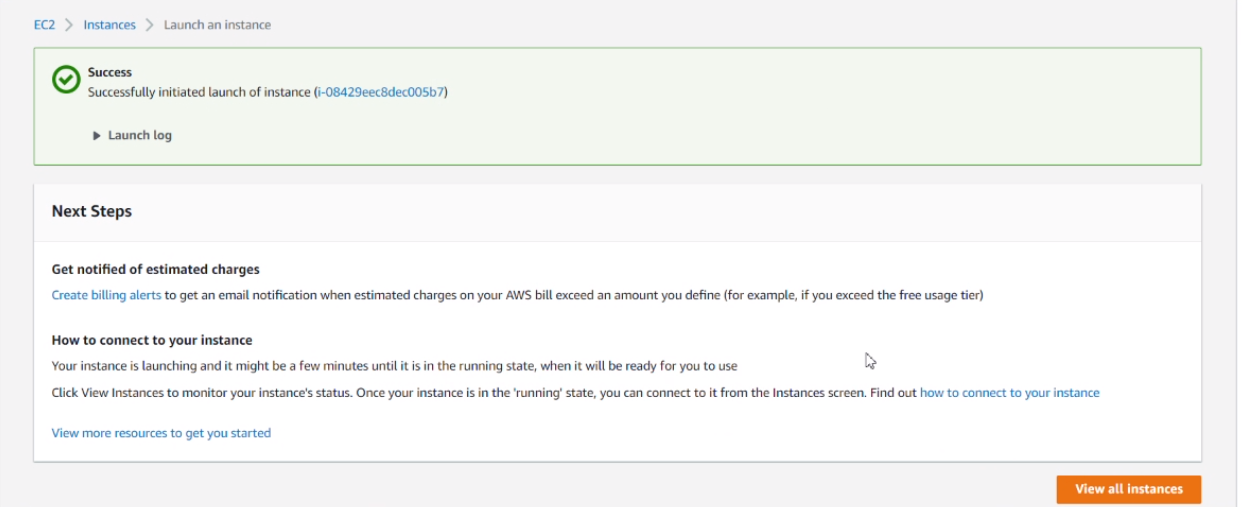 EC2 > Instances > Launch an instance
Success
Successfully initiated launch of instance (i-08429eec8dec005b7)
Launch log
Next Steps
Get notified of estimated charges
Create billing alerts to get an email notification when estimated charges on your AWS bill exceed an amount you define (for example, if you exceed the free usage tier)
How to connect to your instance
Your instance is launching and it might be a few minutes until it is in the running state, when it will be ready for you to use
Click View Instances to monitor your instance's status. Once your instance is in the 'running' state, you can connect to it from the Instances screen. Find out how to connect to your instance
View more resources to get you started
View all instances